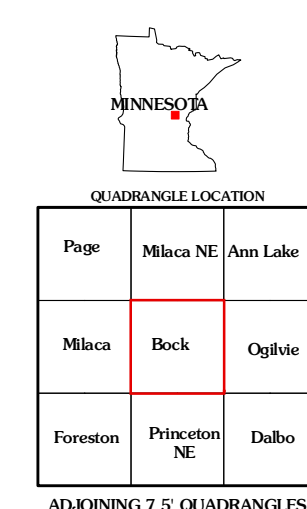 MINNESOTA
QUADRANGLE LOCATION
Page Milaca NE Ann Lake
Milaca Bock Ogilvie
Foreston Princeton NE Dalbo
ADJOINING 7.5' QUADRANGLES